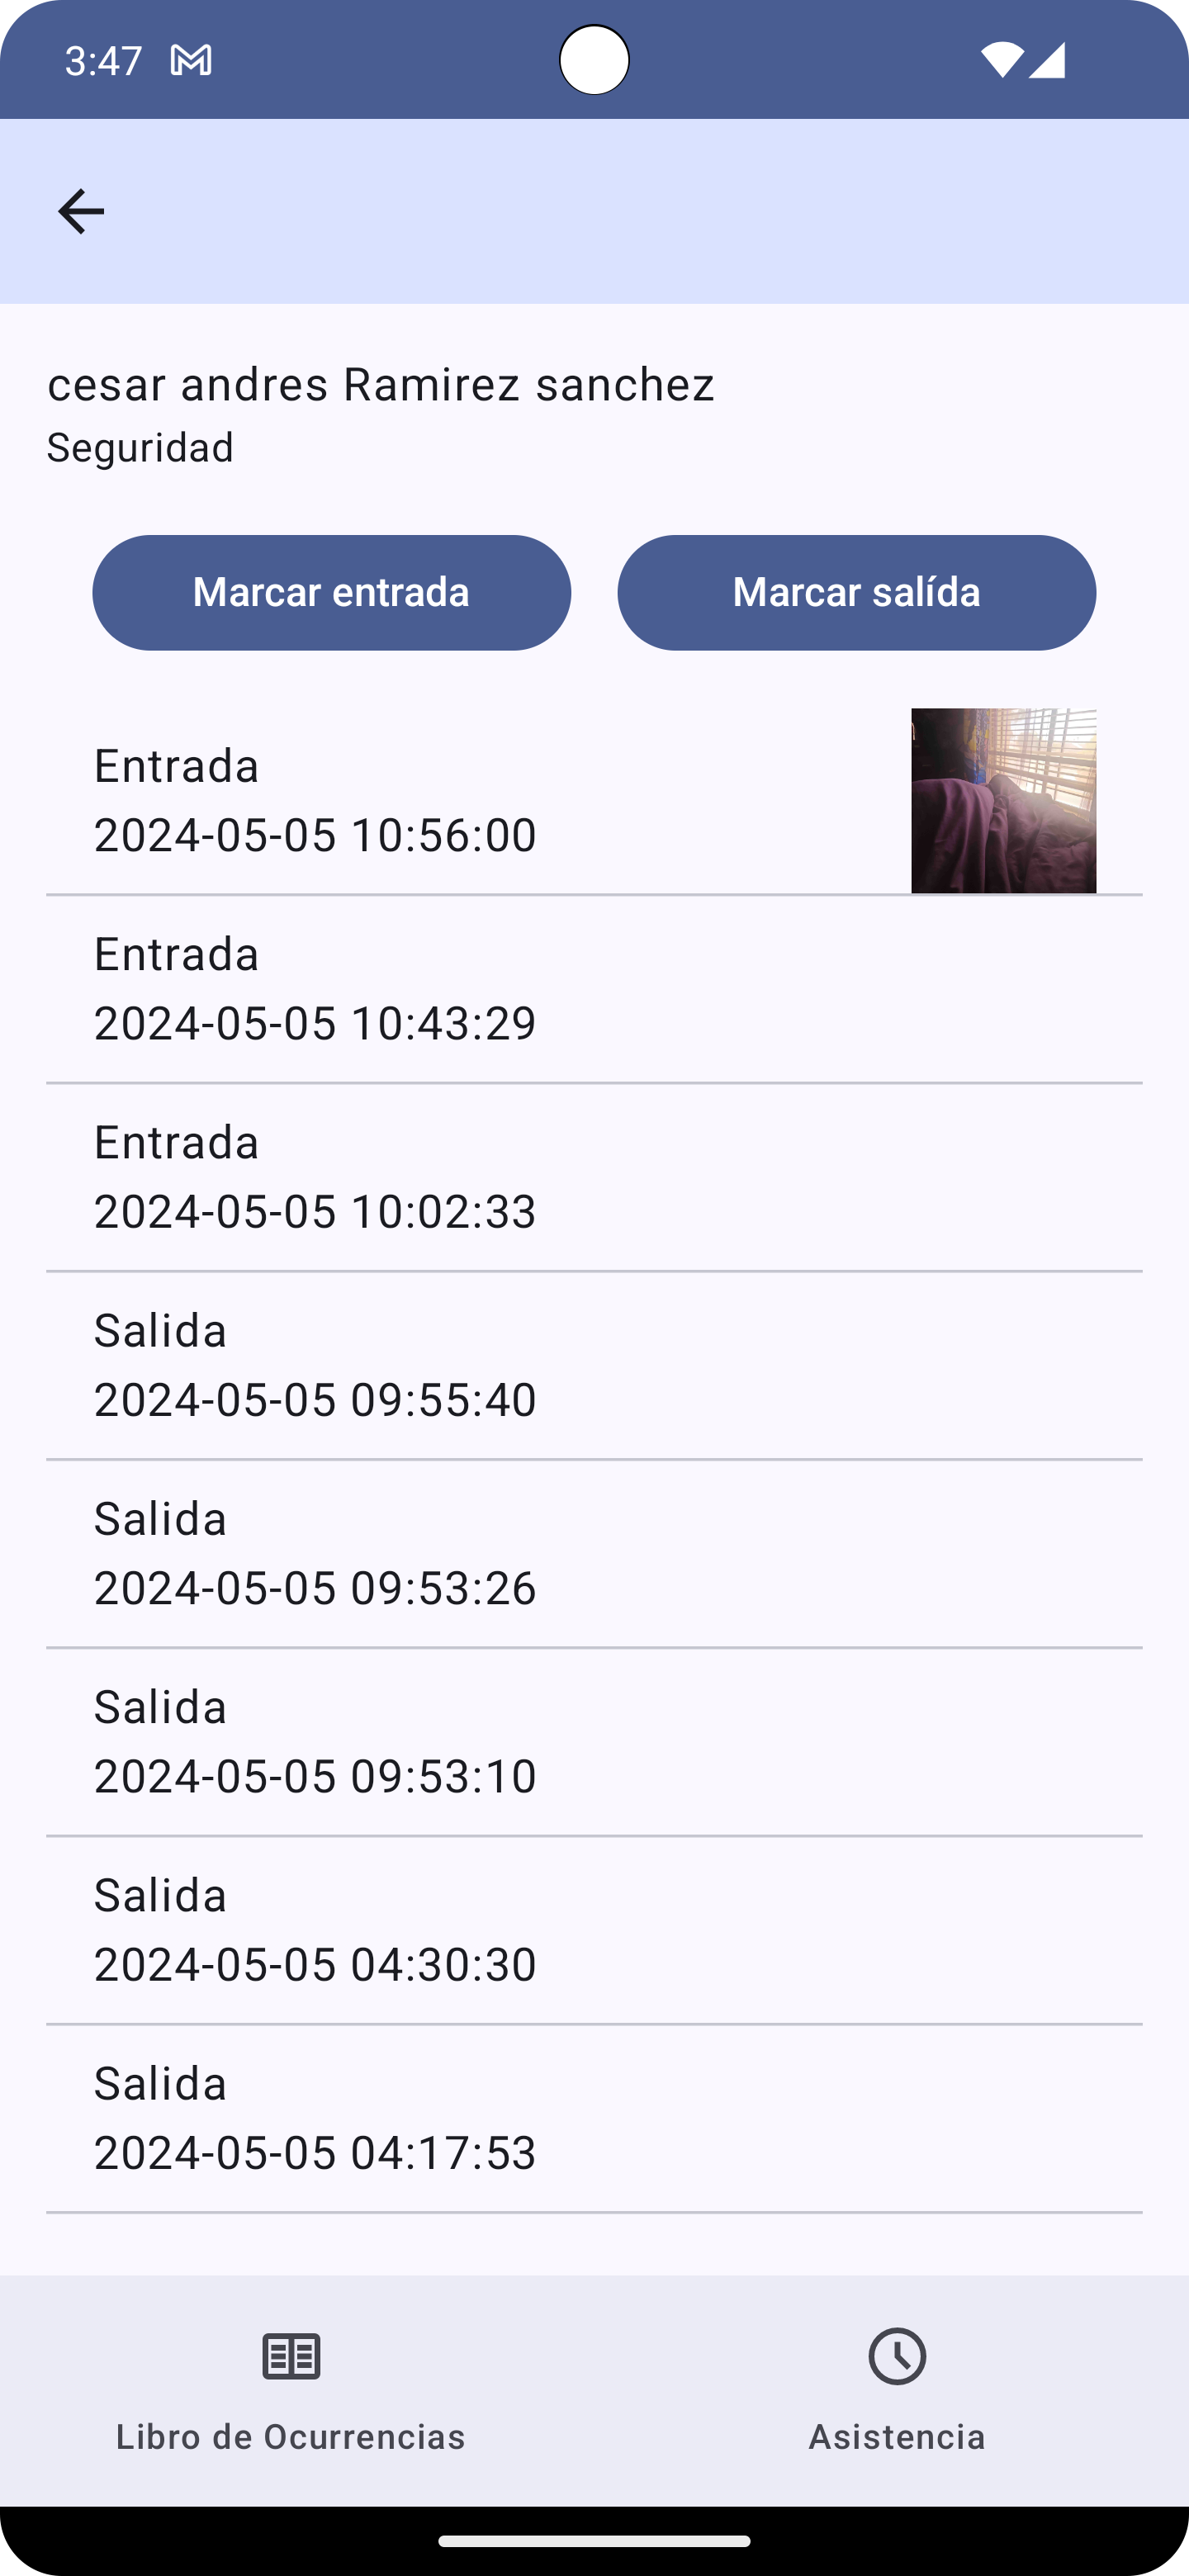 3:47
cesar andres Ramirez sanchez
Seguridad
Marcar entrada
Marcar salída
Entrada
2024-05-05 10:56:00
Entrada
2024-05-05 10:43:29
Entrada
2024-05-05 10:02:33
Salida
2024-05-05 09:55:40
Salida
2024-05-05 09:53:26
Salida
2024-05-05 09:53:10
Salida
2024-05-05 04:30:30
Salida
2024-05-05 04:17:53
Libro de Ocurrencias
Asistencia